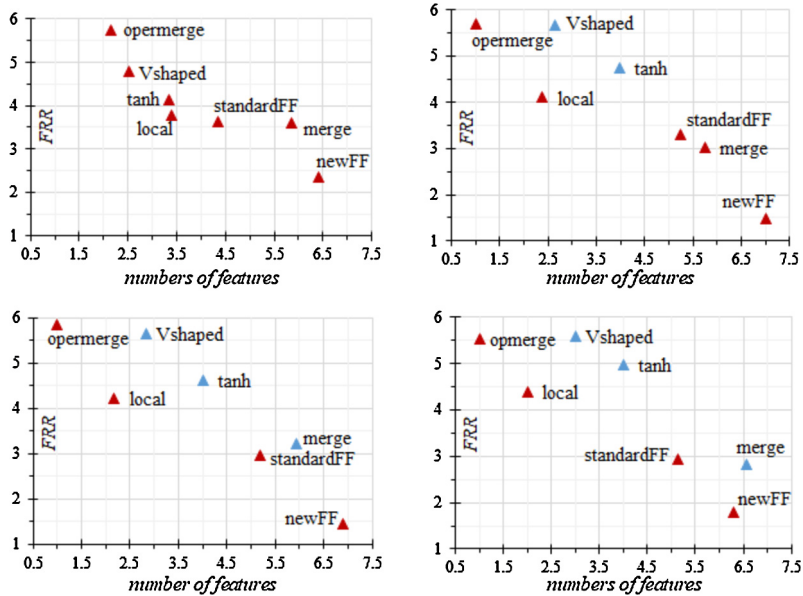 6
opermerge
5
Vshaped
tanh
4
standardFF
local
merge
FRR
3
newFF
2
1
0.5 1.5 2.5 3.5 4.5 5.5 6.5 7.5
numbers of features
6
Vshaped
opermerge
5
tanh
4
local
standardFF
FRR
3
merge
2
newFF
1
0.5 1.5 2.5 3.5 4.5 5.5 6.5 7.5
number of features
6
Vshaped
opermerge
5
tanh
4
local
FRR
merge
3
standardFF
2
newFF
1
0.5 1.5 2.5 3.5 4.5 5.5 6.5 7.5
number of features
6
opmerge
Vshaped
5
tanh
local
4
FRR
merge
standardFF
3
newFF
2
1
0.5 1.5 2.5 3.5 4.5 5.5 6.5 7.5
numbers of features